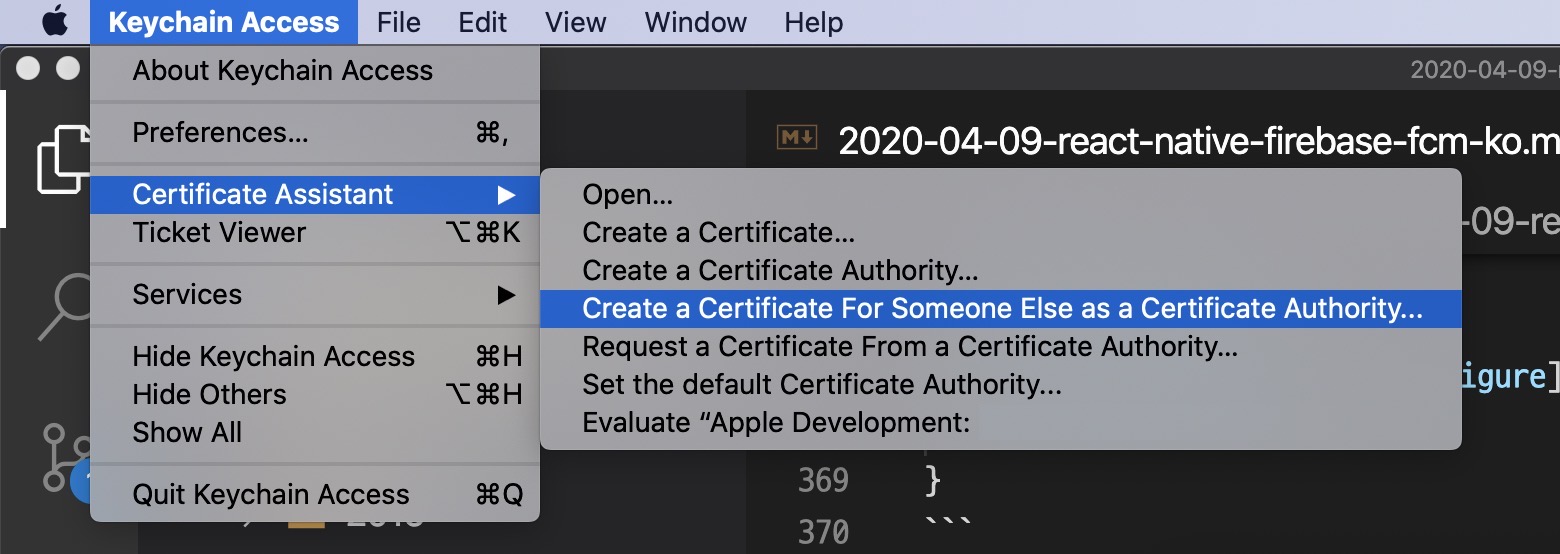 Keychain Access File Edit View Window Help
About Keychain Access
Preferences... ⌘,
Certificate Assistant ▶
Ticket Viewer ⌥⌘K
Services ▶
Hide Keychain Access ⌘H
Hide Others ⌥⌘H
Show All
Quit Keychain Access ⌘Q
Open...
Create a Certificate...
Create a Certificate Authority...
Create a Certificate For Someone Else as a Certificate Authority...
Request a Certificate From a Certificate Authority...
Set the default Certificate Authority...
Evaluate “Apple Development:
2020-04-09-
M↓ 2020-04-09-react-native-firebase-fcm-ko.m
-09-re
igure]
369 }
370 ```